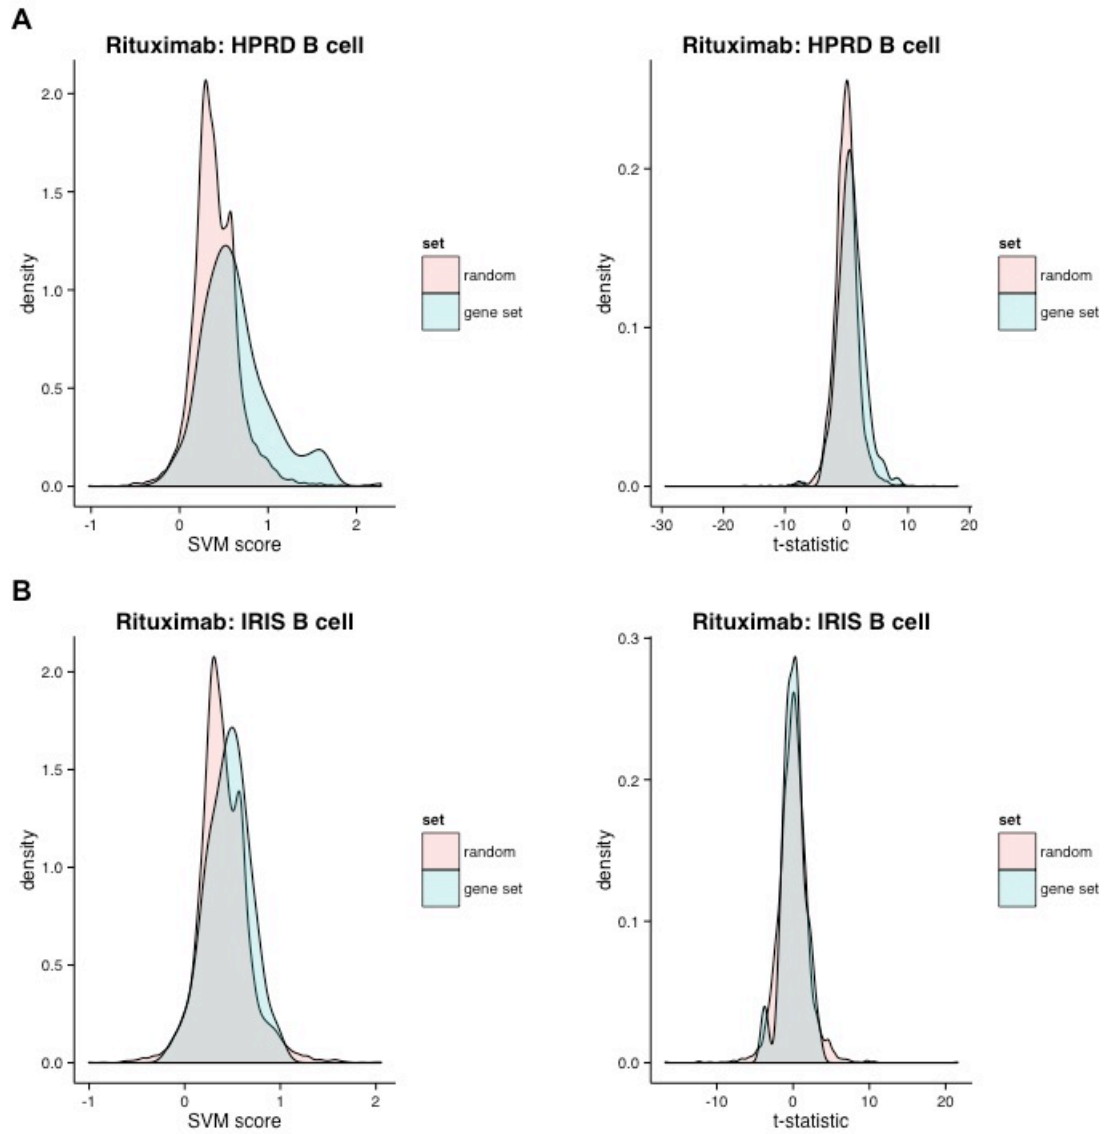 A
Rituximab: HPRD B cell
density
2.0
1.5
1.0
0.5
0.0
-1 0 1 2
SVM score
set
random
gene set
Rituximab: HPRD B cell
density
0.2
0.1
0.0
-30 -20 -10 0 10 20
t-statistic
set
random
gene set
B
Rituximab: IRIS B cell
density
2.0
1.5
1.0
0.5
0.0
-1 0 1 2
SVM score
set
random
gene set
Rituximab: IRIS B cell
density
0.3
0.2
0.1
0.0
-10 0 10 20
t-statistic
set
random
gene set